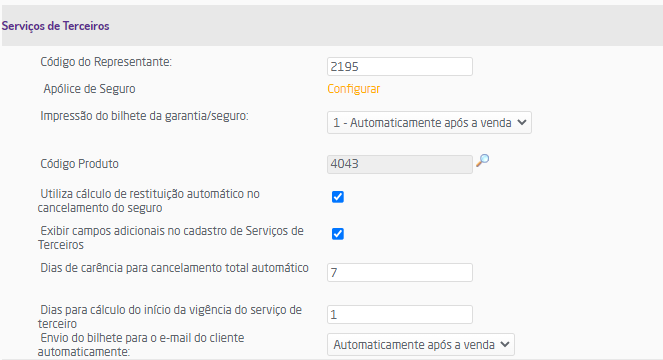 Serviços de Terceiros
Código do Representante:
2195
Apólice de Seguro
Configurar
Impressão do bilhete da garantia/seguro:
1 - Automaticamente após a venda
Código Produto
4043
Utiliza cálculo de restituição automático no
cancelamento do seguro
Exibir campos adicionais no cadastro de Serviços de
Terceiros
Dias de carência para cancelamento total automático
7
Dias para cálculo do início da vigência do serviço de
terceiro
1
Envio do bilhete para o e-mail do cliente
automaticamente:
Automaticamente após a venda